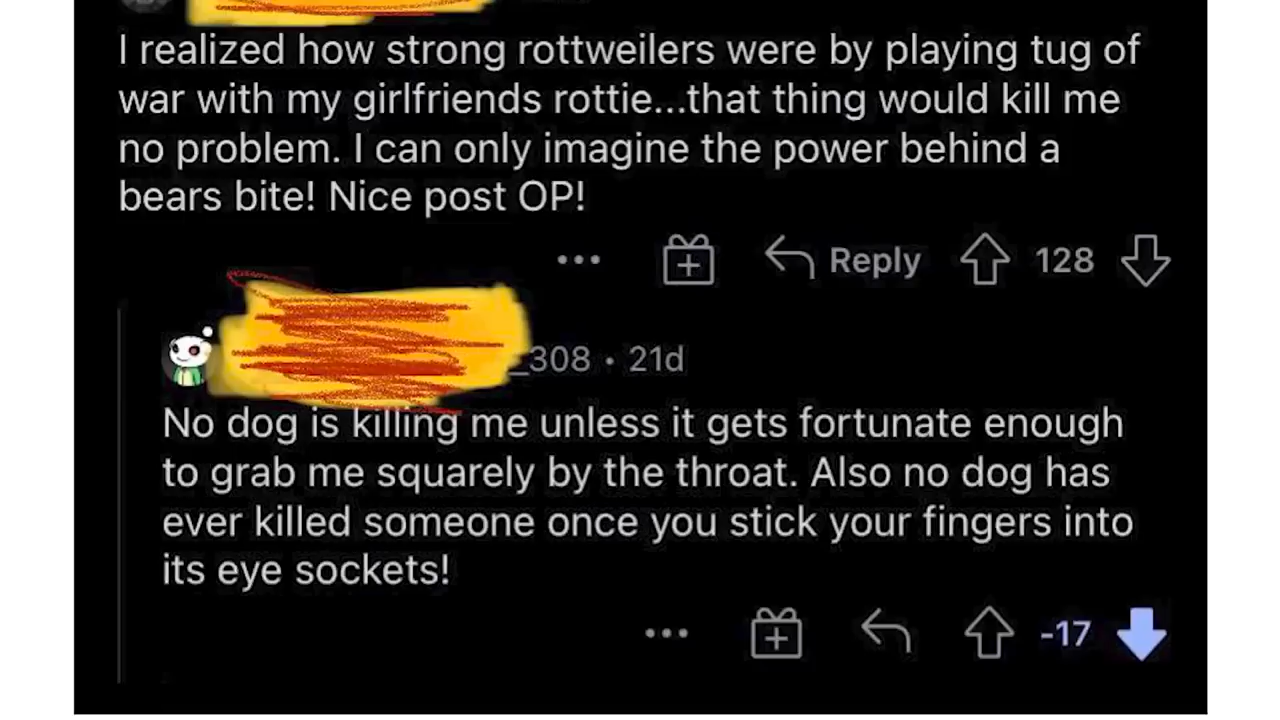 I realized how strong rottweilers were by playing tug of
war with my girlfriends rottie...that thing would kill me
no problem. I can only imagine the power behind a
bears bite! Nice post OP!
... Reply 128
_308 • 21d
No dog is killing me unless it gets fortunate enough
to grab me squarely by the throat. Also no dog has
ever killed someone once you stick your fingers into
its eye sockets!
... -17